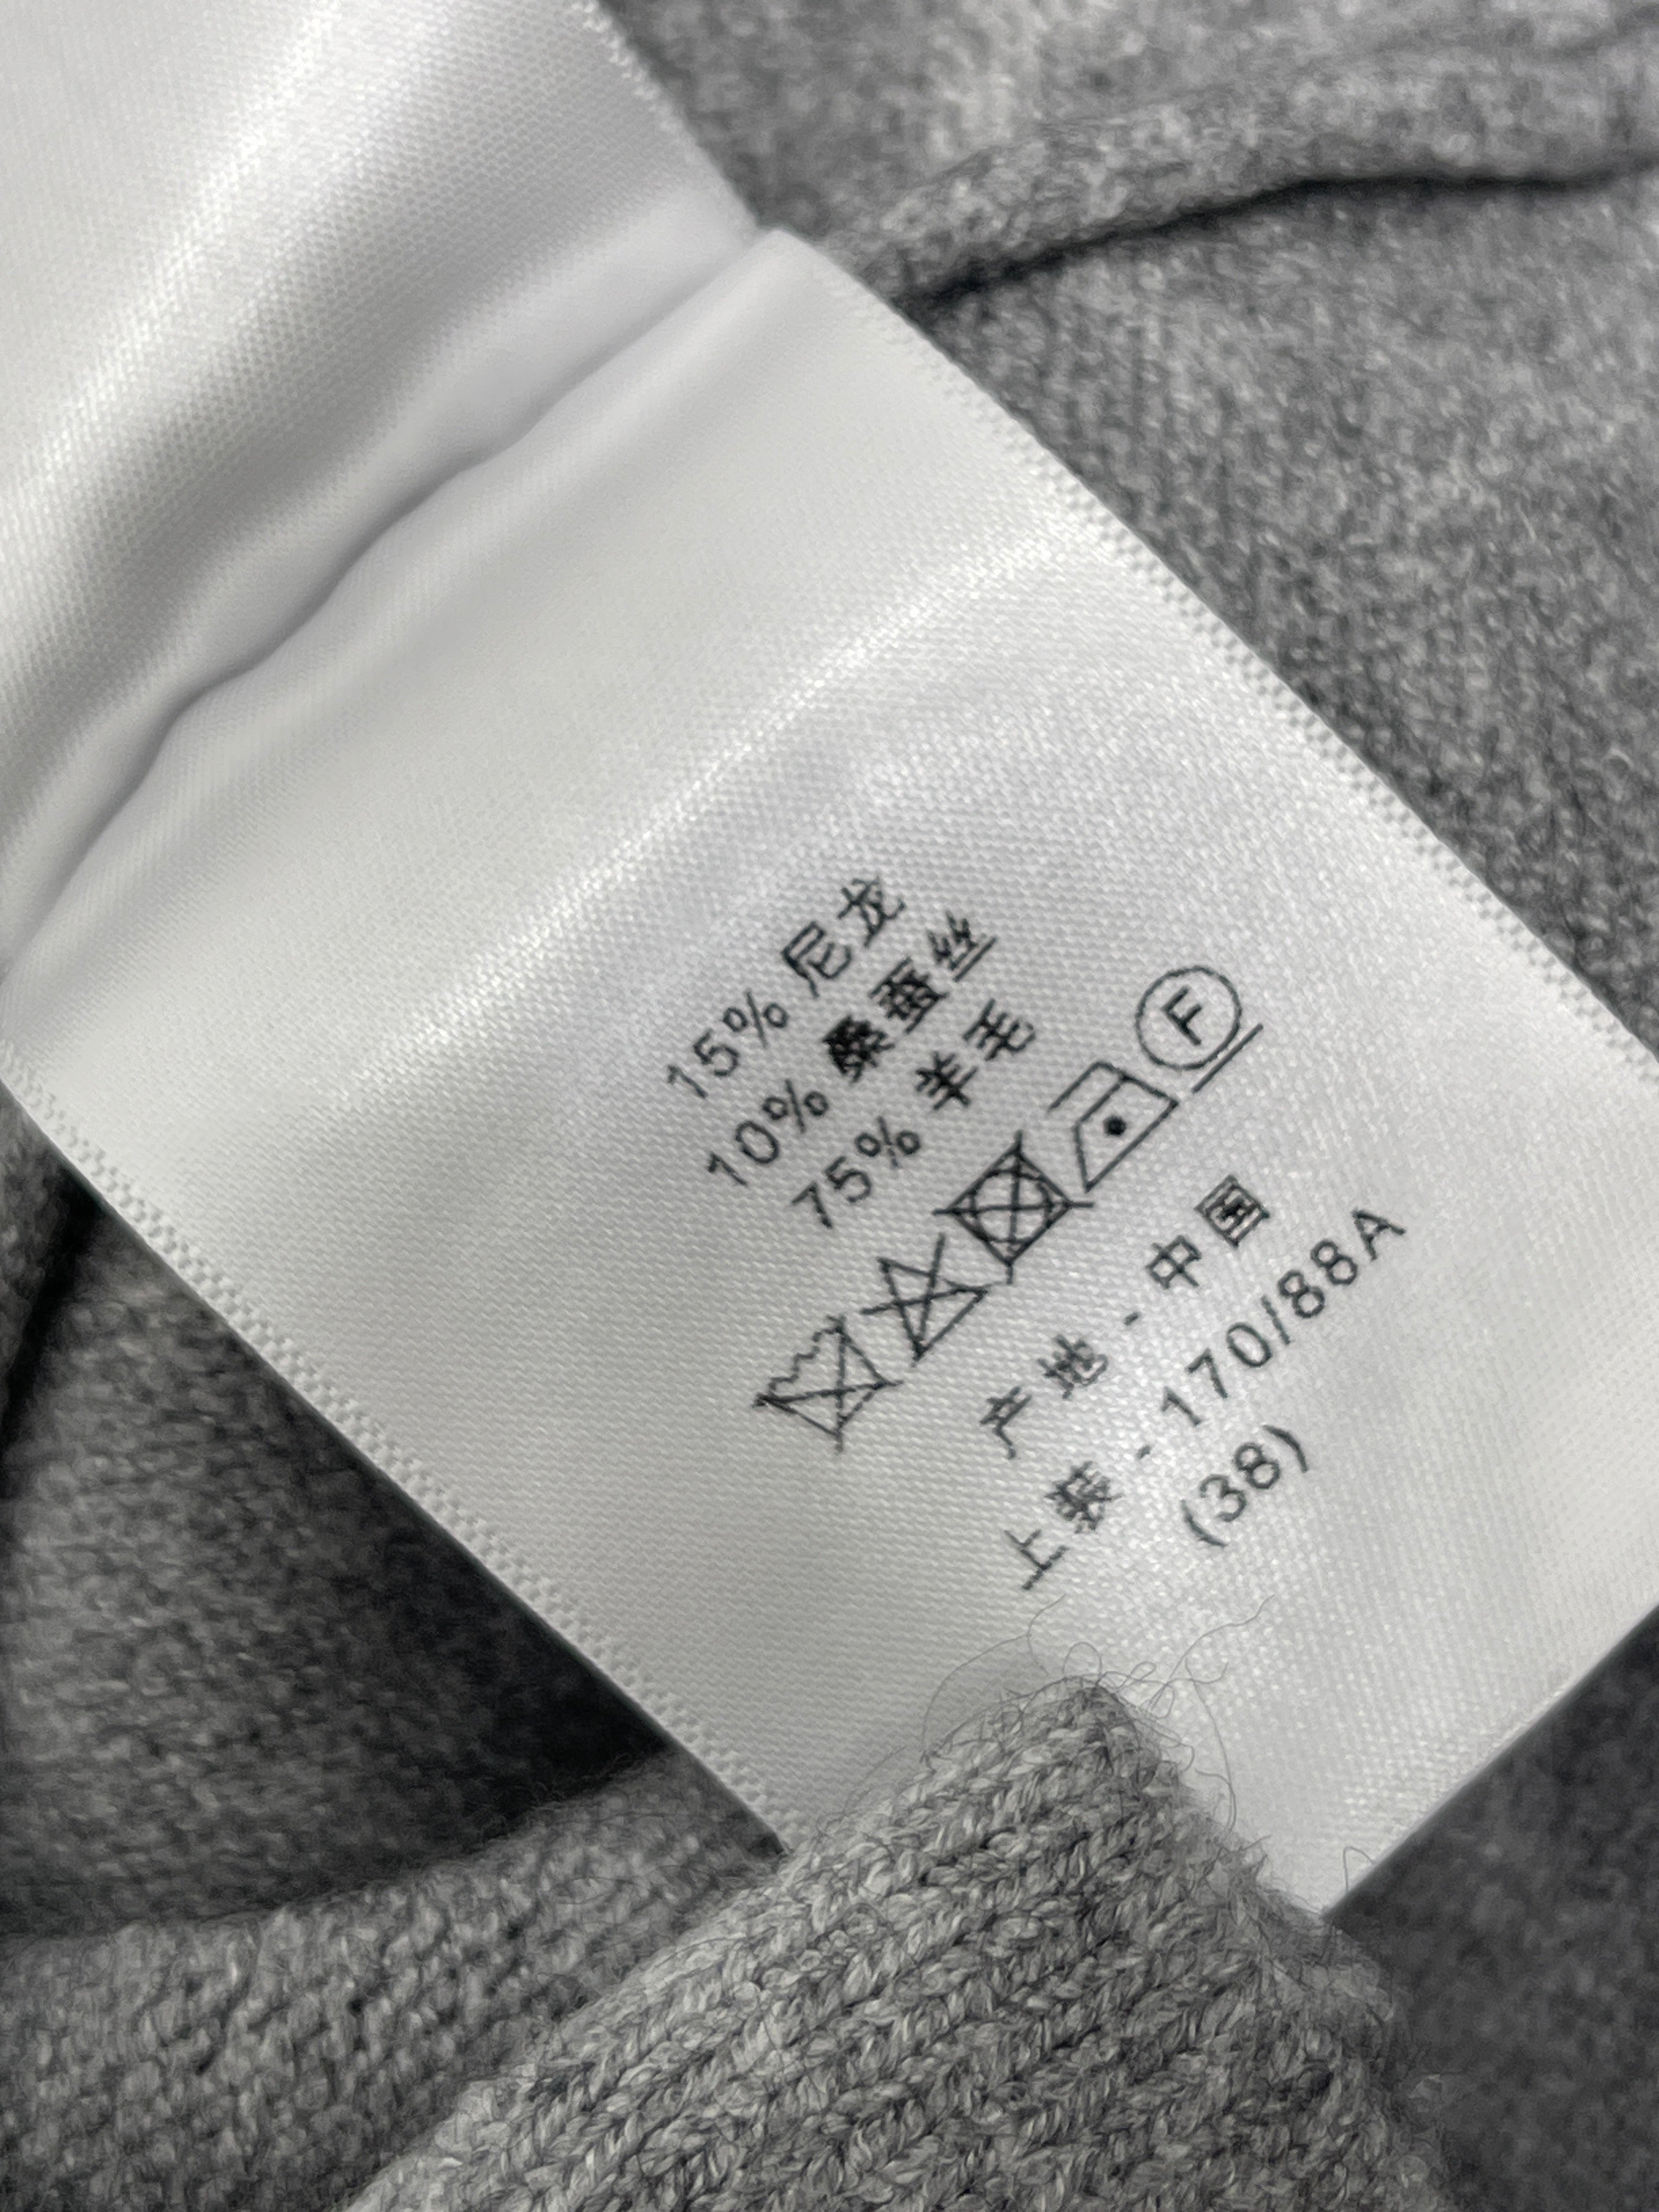 15% 尼龙
10% 桑蚕丝
75% 羊毛
F
产地 - 中国
上装 - 170/88A
(38)